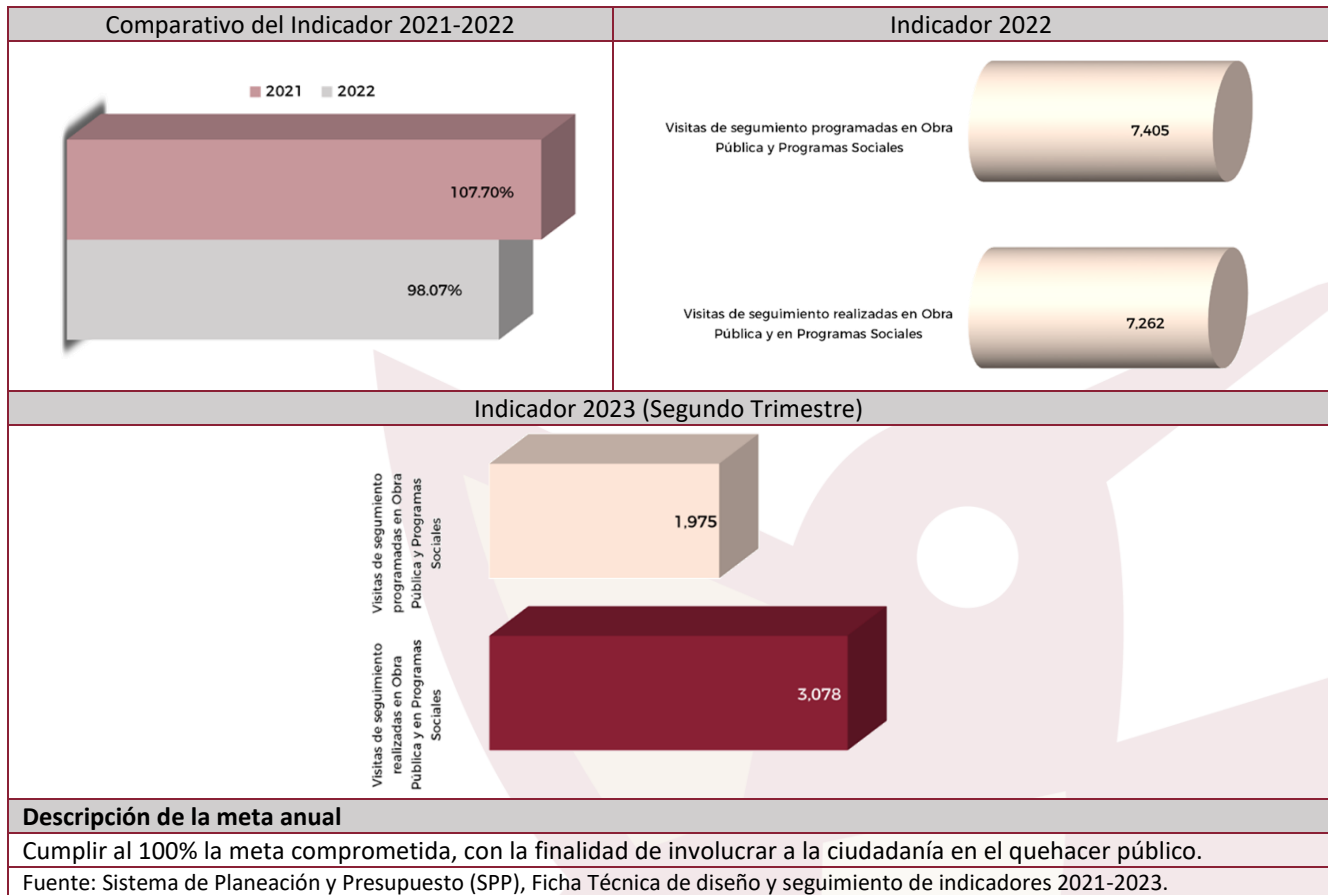 Comparativo del Indicador 2021-2022
Indicador 2022
2021 2022
107.70%
98.07%
Visitas de segumiento programadas en Obra
Pública y Programas Sociales
7,405
Visitas de seguimiento realizadas en Obra
Pública y en Programas Sociales
7,262
Indicador 2023 (Segundo Trimestre)
Visitas de segumiento
programadas en Obra
Pública y Programas
Sociales
1,975
Visitas de seguimiento
realizadas en Obra
Pública y en Programas
Sociales
3,078
Descripción de la meta anual
Cumplir al 100% la meta comprometida, con la finalidad de involucrar a la ciudadanía en el quehacer público.
Fuente: Sistema de Planeación y Presupuesto (SPP), Ficha Técnica de diseño y seguimiento de indicadores 2021-2023.